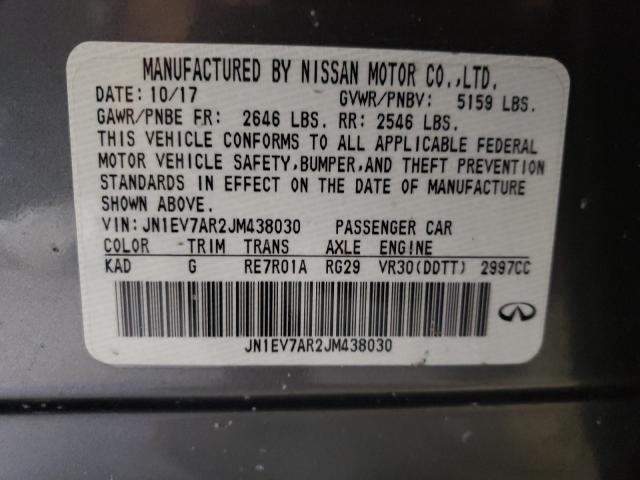 MANUFACTURED BY NISSAN MOTOR CO.,LTD.
DATE: 10/17 GVWR/PNBV: 5159 LBS.
GAWR/PNBE FR: 2646 LBS. RR: 2546 LBS.
THIS VEHICLE CONFORMS TO ALL APPLICABLE FEDERAL
MOTOR VEHICLE SAFETY,BUMPER,AND THEFT PREVENTION
STANDARDS IN EFFECT ON THE DATE OF MANUFACTURE
SHOWN ABOVE.
VIN:JN1EV7AR2JM438030 PASSENGER CAR
COLOR TRIM TRANS AXLE ENGINE
KAD G RE7R01A RG29 VR30(DDTT) 2997CC
JN1EV7AR2JM438030